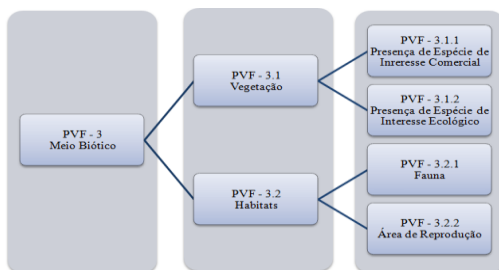 PVF - 3
Meio Biótico
PVF - 3.1
Vegetação
PVF - 3.2
Habitats
PVF - 3.1.1
Presença de Espécie de
Inreresse Comercial
PVF - 3.1.2
Presença de Espécie de
Interesse Ecológico
PVF - 3.2.1
Fauna
PVF - 3.2.2
Área de Reprodução